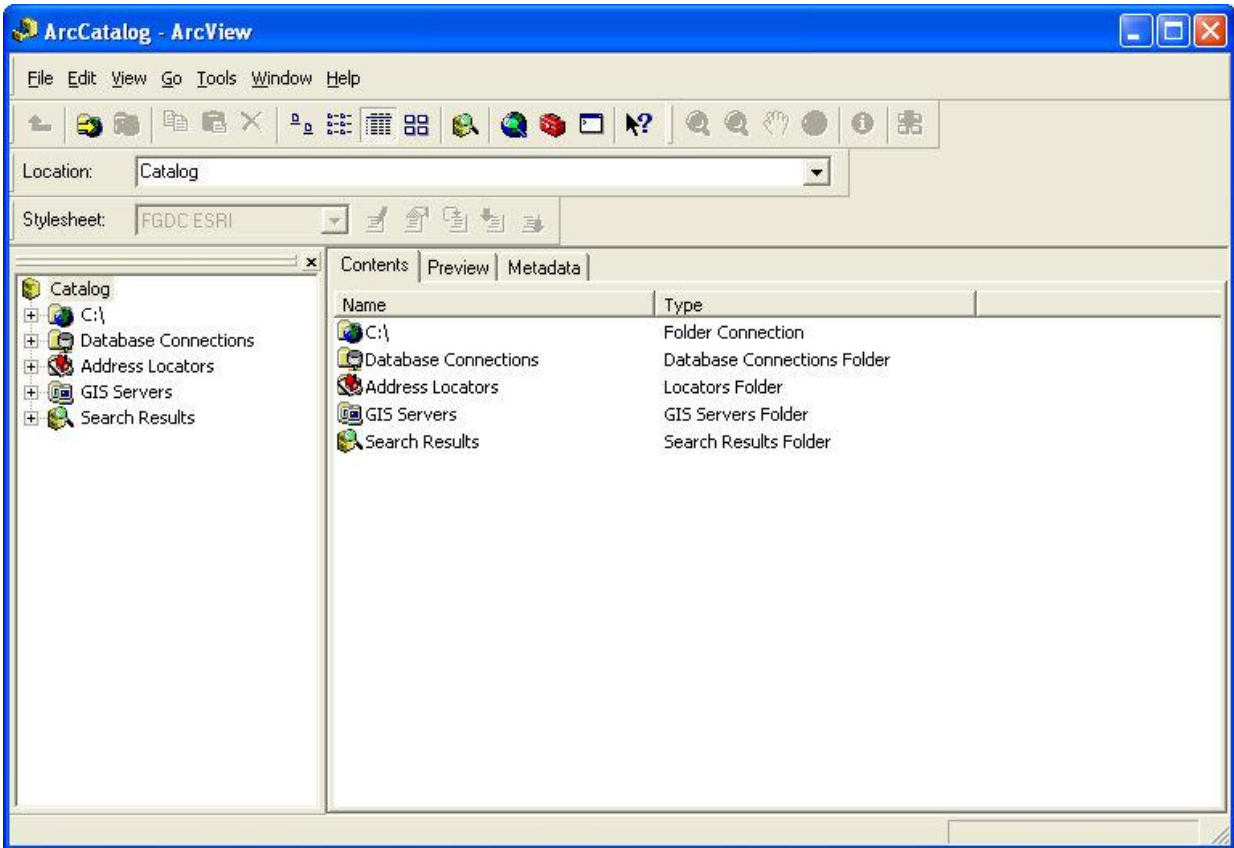 ArcCatalog - ArcView
File Edit View Go Tools Window Help
Location: Catalog
Stylesheet: FGDC ESRI
Catalog
C:\
Database Connections
Address Locators
GIS Servers
Search Results
Contents Preview Metadata
Name Type
C:\ Folder Connection
Database Connections Database Connections Folder
Address Locators Locators Folder
GIS Servers GIS Servers Folder
Search Results Search Results Folder